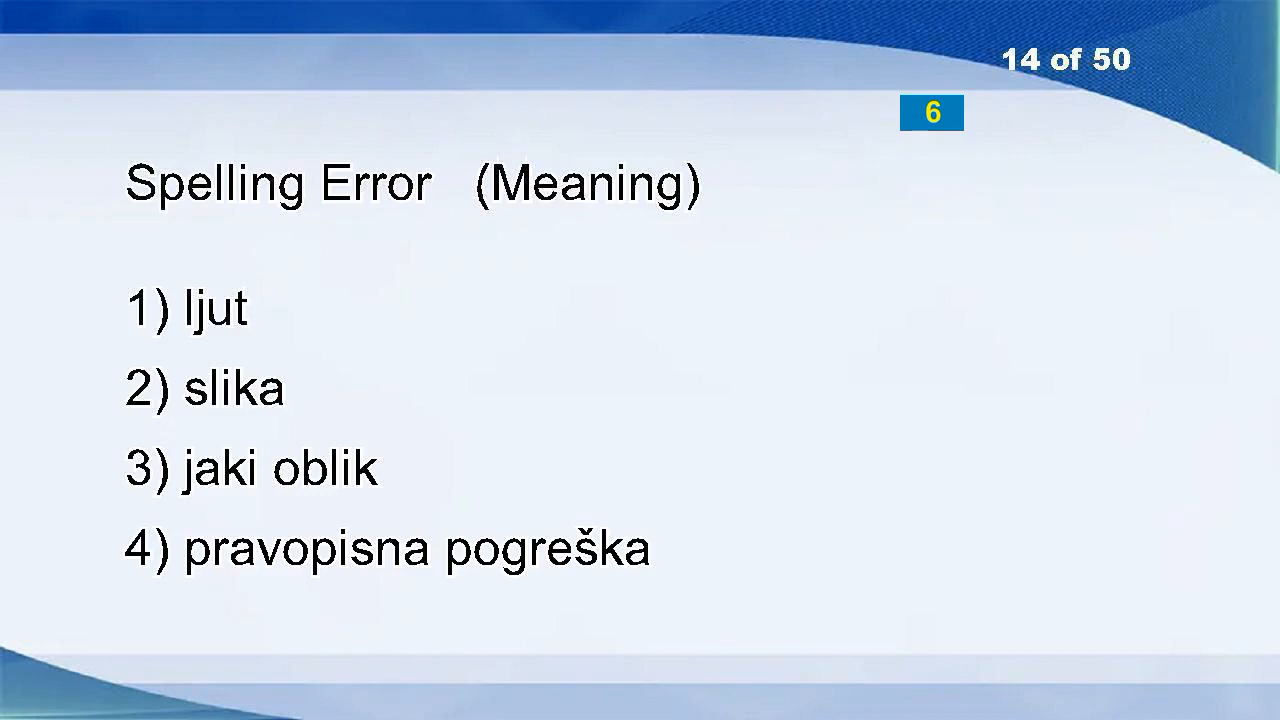 14 of 50
6
Spelling Error (Meaning)
1) ljut
2) slika
3) jaki oblik
4) pravopisna pogreška